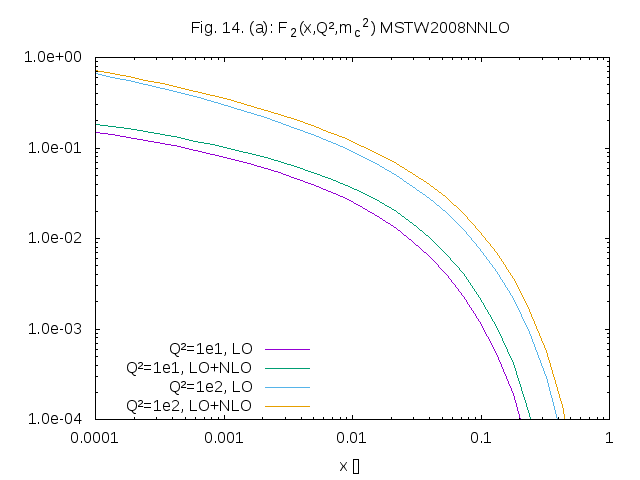 Fig. 14. (a): F₂(x,Q²,m_c²) MSTW2008NNLO
1.0e+00
1.0e-01
1.0e-02
1.0e-03
1.0e-04
Q²=1e1, LO
Q²=1e1, LO+NLO
Q²=1e2, LO
Q²=1e2, LO+NLO
0.0001 0.001 0.01 0.1 1
x []